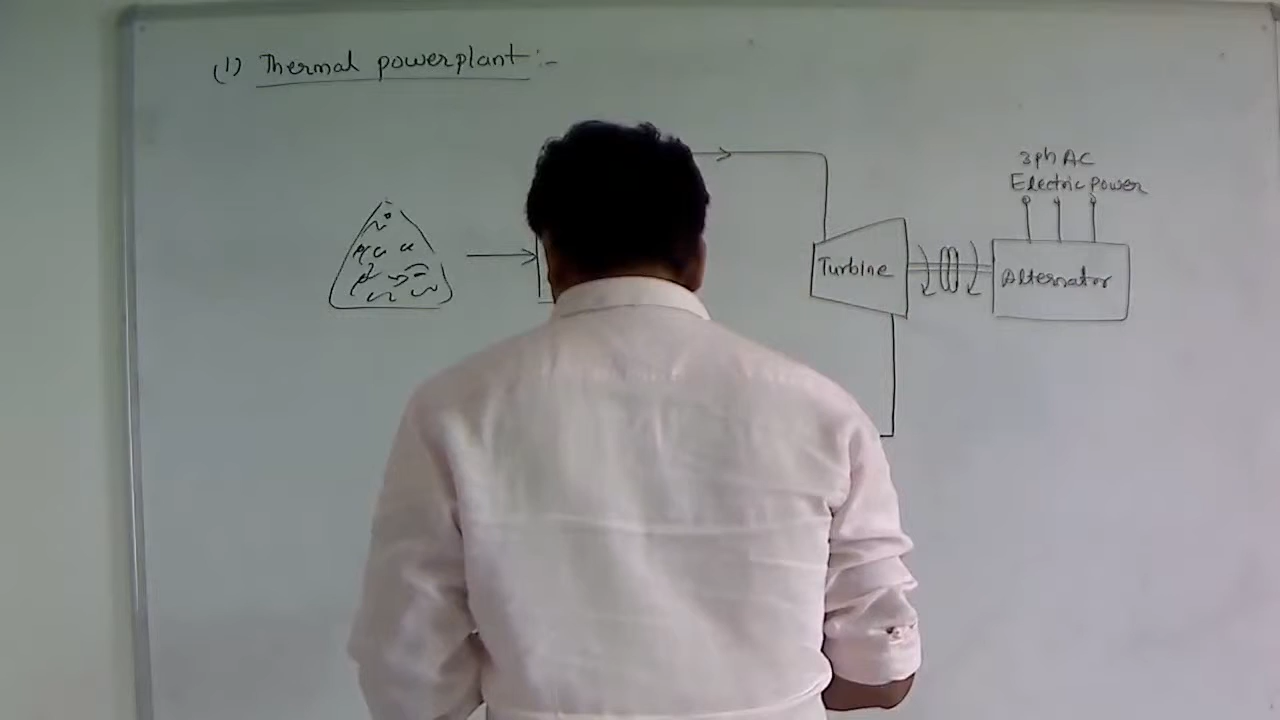 (1) Thermal powerplant :-
3ph AC
Electric power
Turbine
Alternator